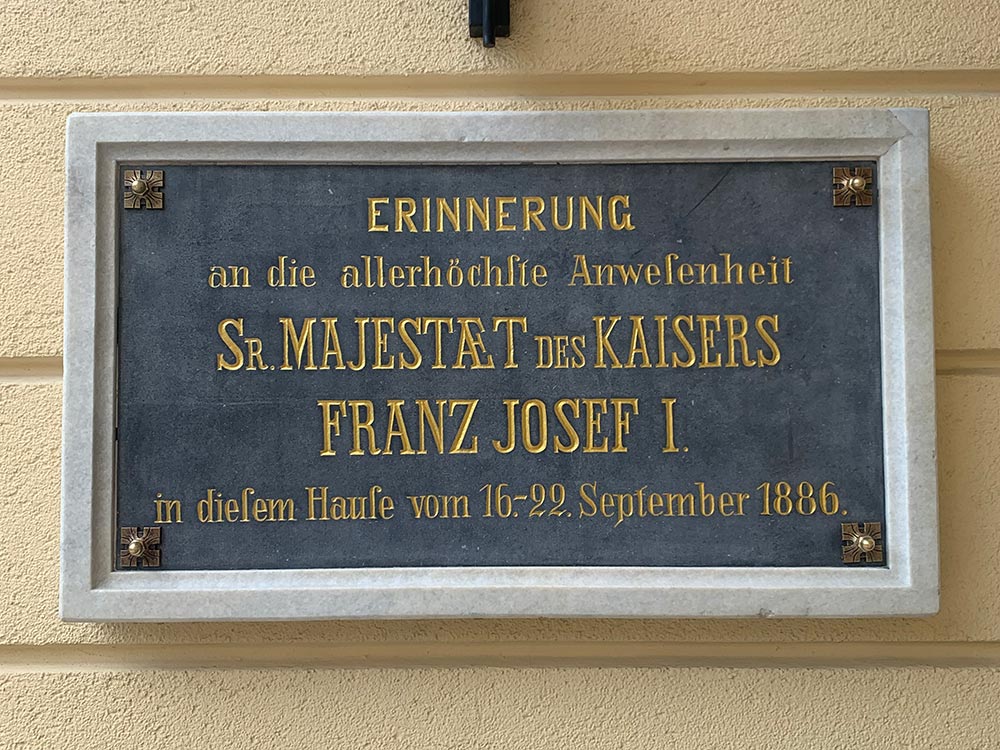 ERINNERUNG
an die allerhöchſte Anweſenheit
SR. MAJESTÆT DES KAISERS
FRANZ JOSEF I.
in dieſem Hauſe vom 16.-22. September 1886.